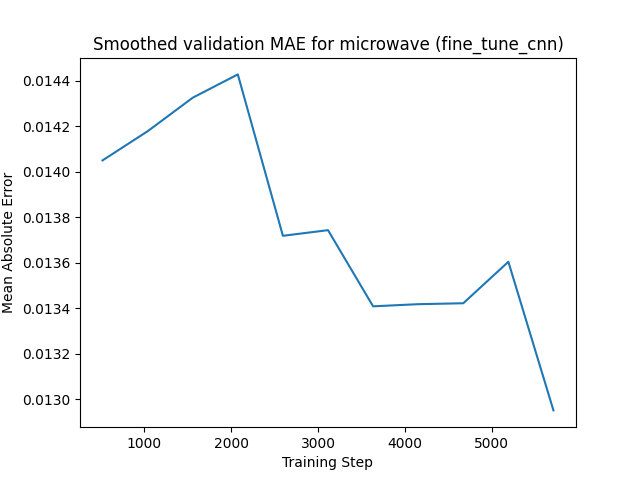 Smoothed validation MAE for microwave (fine_tune_cnn)
0.0144
0.0142
0.0140
0.0138
0.0136
0.0134
0.0132
0.0130
Mean Absolute Error
1000 2000 3000 4000 5000
Training Step